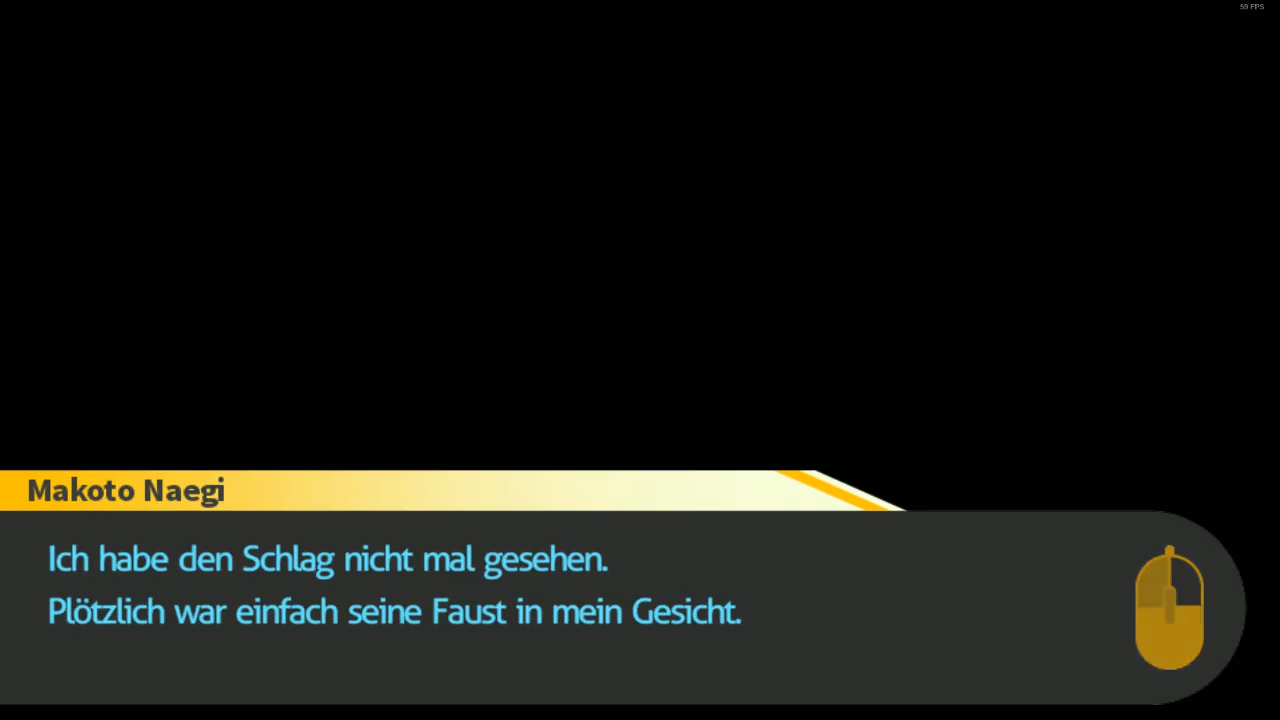 59 FPS
Makoto Naegi
Ich habe den Schlag nicht mal gesehen.
Plötzlich war einfach seine Faust in mein Gesicht.